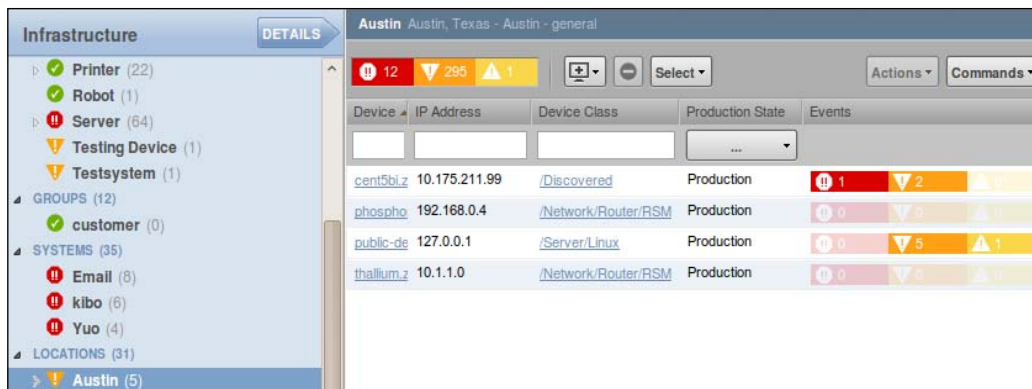 Infrastructure
DETAILS
Printer (22)
Robot (1)
Server (64)
Testing Device (1)
Testsystem (1)
GROUPS (12)
customer (0)
SYSTEMS (35)
Email (8)
kibo (6)
Yuo (4)
LOCATIONS (31)
Austin (5)
Austin Austin, Texas - Austin - general
12 295 1
Select
Actions
Commands
Device IP Address Device Class Production State Events
...
cent5bi.z 10.175.211.99 /Discovered Production 1 2 0
phospho 192.168.0.4 /Network/Router/RSM Production 0 0 0
public-de 127.0.0.1 /Server/Linux Production 0 5 1
thallium.z 10.1.1.0 /Network/Router/RSM Production 0 0 0